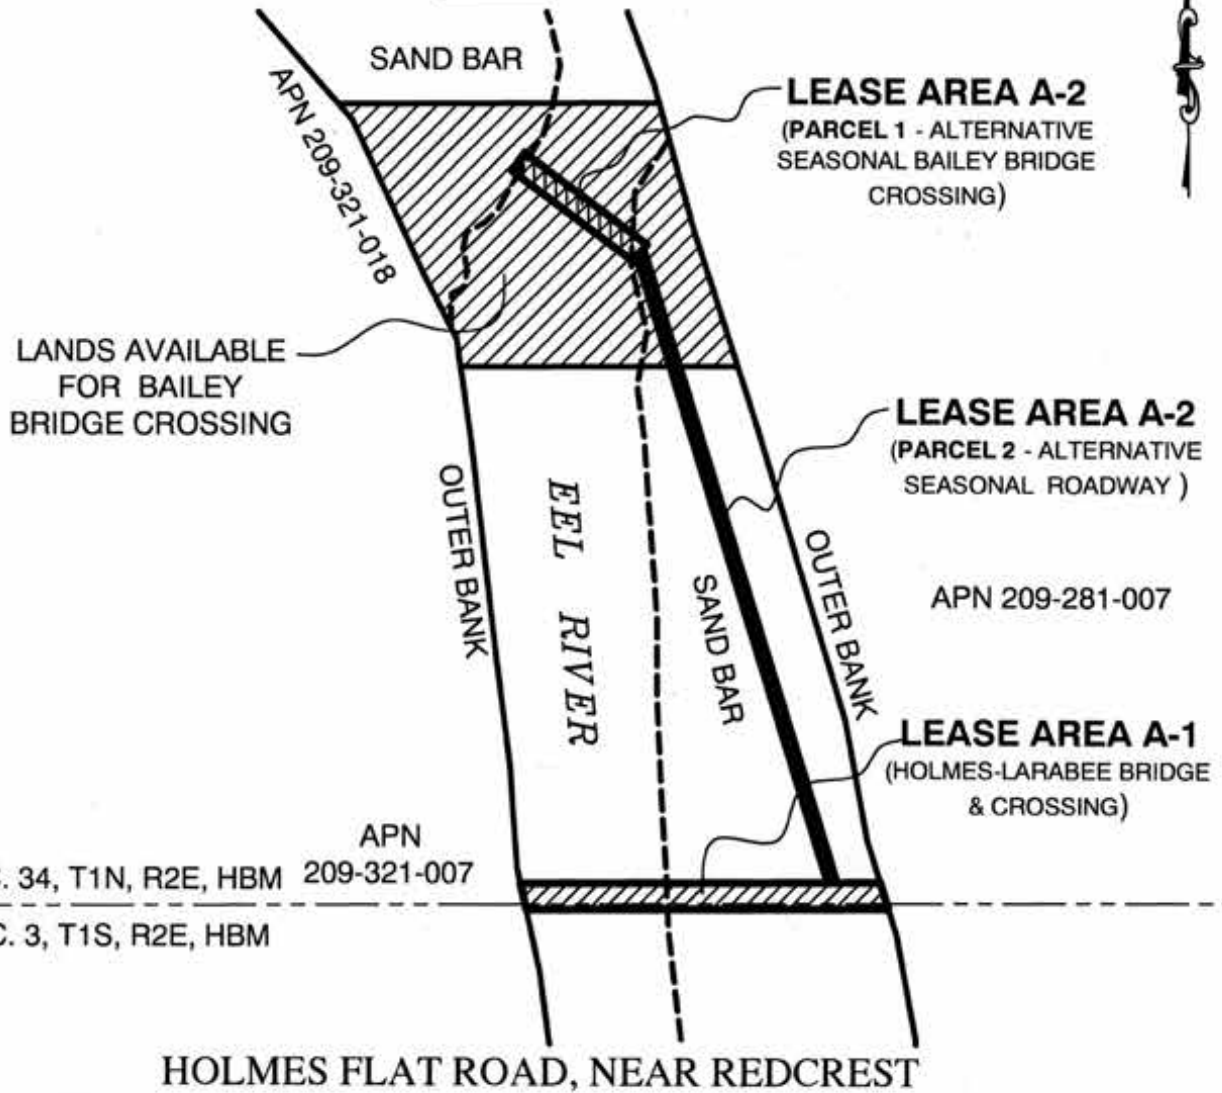 SAND BAR
APN 209-321-018
LEASE AREA A-2
(PARCEL 1 - ALTERNATIVE
SEASONAL BAILEY BRIDGE
CROSSING)
LANDS AVAILABLE
FOR BAILEY
BRIDGE CROSSING
LEASE AREA A-2
(PARCEL 2 - ALTERNATIVE
SEASONAL ROADWAY )
OUTER BANK
EEL RIVER
SAND BAR
OUTER BANK
APN 209-281-007
LEASE AREA A-1
(HOLMES-LARABEE BRIDGE
& CROSSING)
APN
209-321-007
C. 34, T1N, R2E, HBM
C. 3, T1S, R2E, HBM
HOLMES FLAT ROAD, NEAR REDCREST